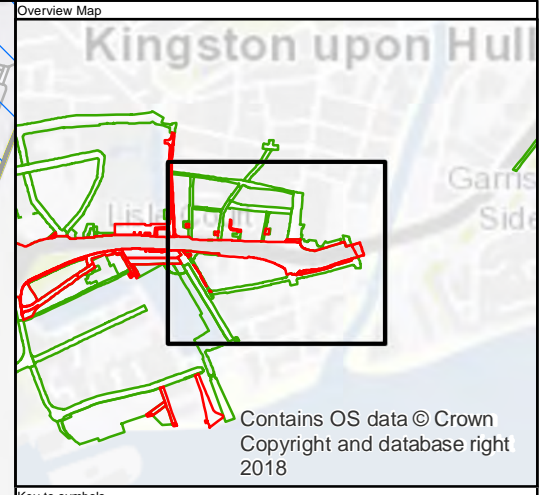 Overview Map
Kingston upon Hull
Garris
Side
Contains OS data © Crown
Copyright and database right
2018
Key to symbols